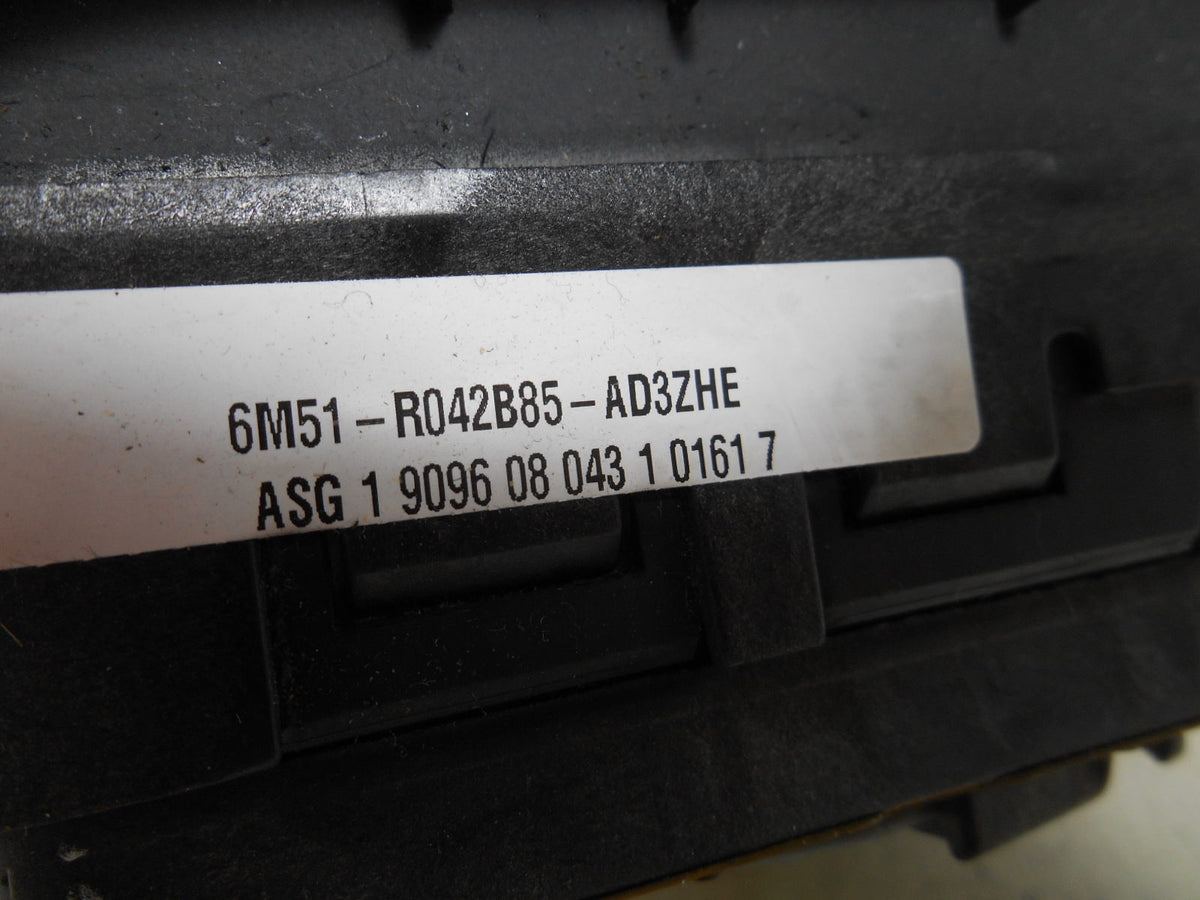 6M51-R042B85-AD3ZHE
ASG 1 9096 08 043 1 0161 7